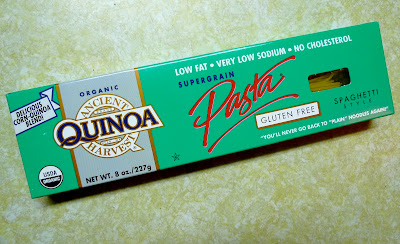 LOW FAT • VERY LOW SODIUM • NO CHOLESTEROL
SUPERGRAIN
Pasta
GLUTEN FREE
SPAGHETTI
STYLE
"YOU'LL NEVER GO BACK TO "PLAIN" NOODLES AGAIN!"
DELICIOUS
CORN-QUINOA
BLEND!
ORGANIC
ANCIENT
QUINOA
HARVEST
NET WT. 8 oz./227g
USDA
ORGANIC